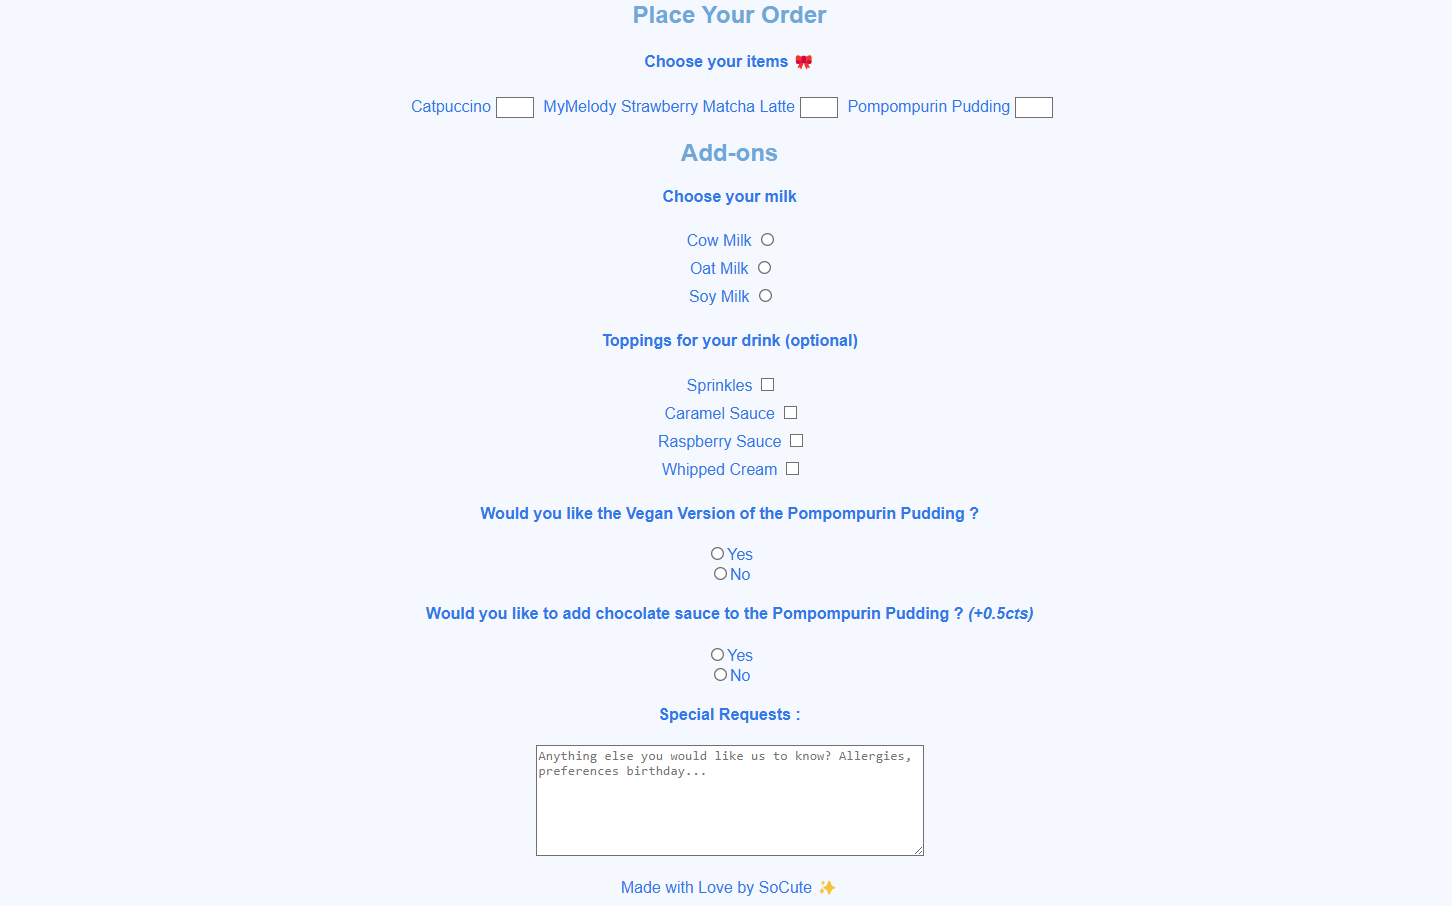 Place Your Order
Choose your items 🎀
Catpuccino MyMelody Strawberry Matcha Latte Pompompurin Pudding
Add-ons
Choose your milk
Cow Milk
Oat Milk
Soy Milk
Toppings for your drink (optional)
Sprinkles
Caramel Sauce
Raspberry Sauce
Whipped Cream
Would you like the Vegan Version of the Pompompurin Pudding ?
Yes
No
Would you like to add chocolate sauce to the Pompompurin Pudding ? (+0.5cts)
Yes
No
Special Requests :
Anything else you would like us to know? Allergies,
preferences birthday...
Made with Love by SoCute ✨